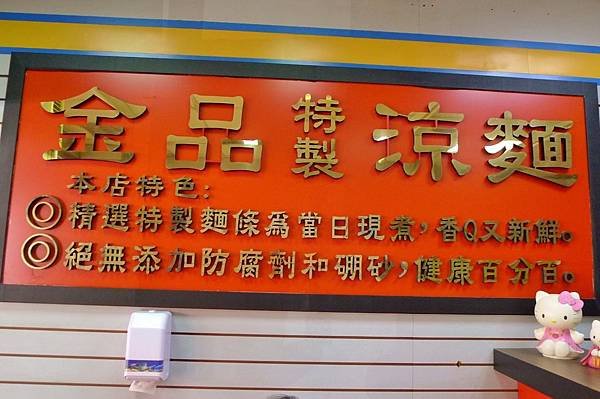 金品特製涼麵
本店特色:
◎精選特製麵條為當日現煮,香Q又新鮮。
◎絕無添加防腐劑和硼砂,健康百分百。